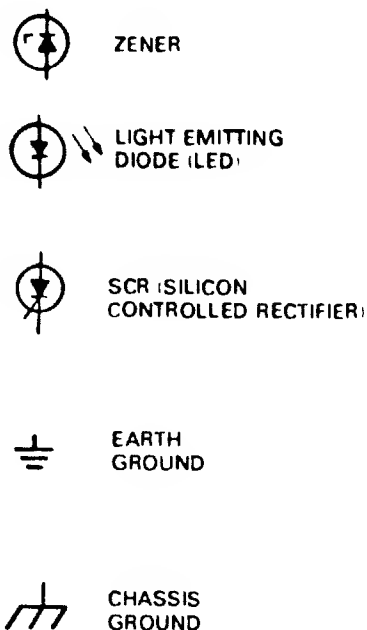 ZENER
LIGHT EMITTING
DIODE (LED)
SCR (SILICON
CONTROLLED RECTIFIER)
EARTH
GROUND
CHASSIS
GROUND